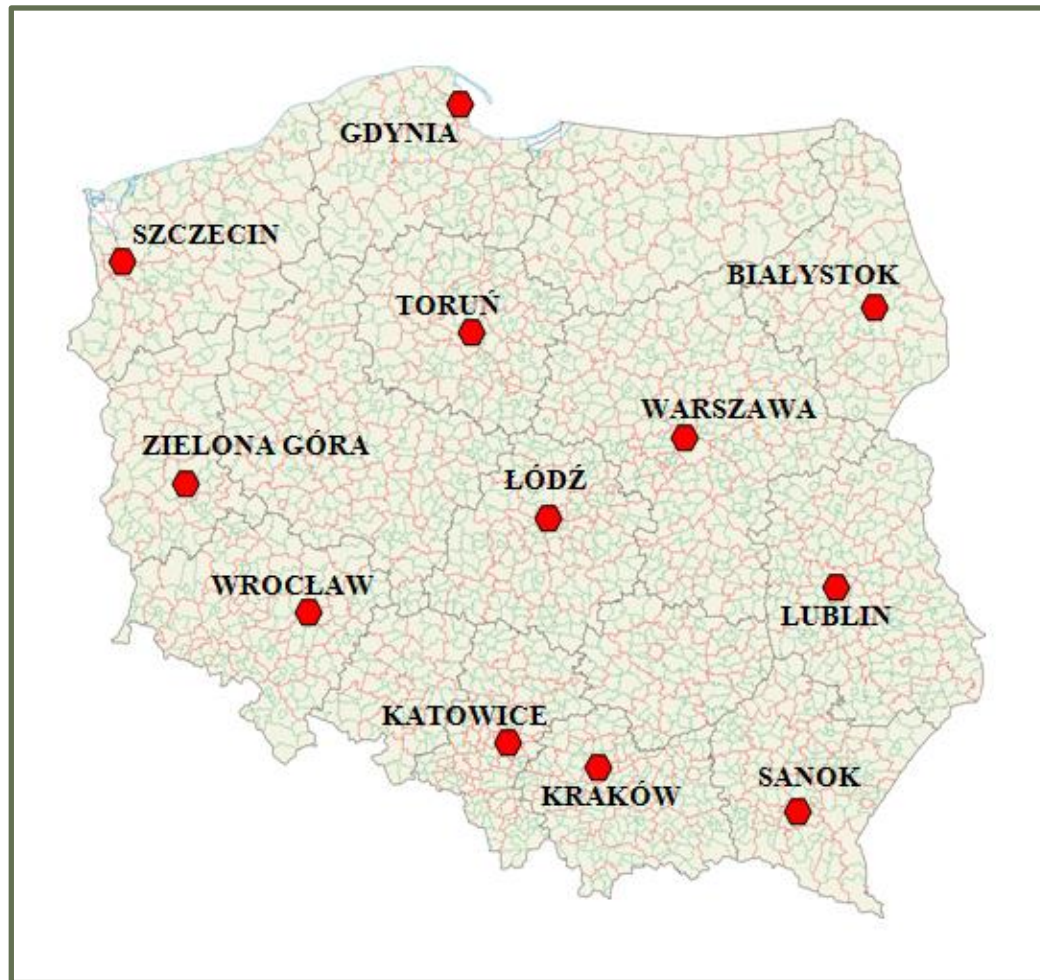 GDYNIA
SZCZECIN
BIAŁYSTOK
TORUŃ
WARSZAWA
ZIELONA GÓRA
ŁÓDŹ
WROCŁAW
LUBLIN
KATOWICE
SANOK
KRAKÓW